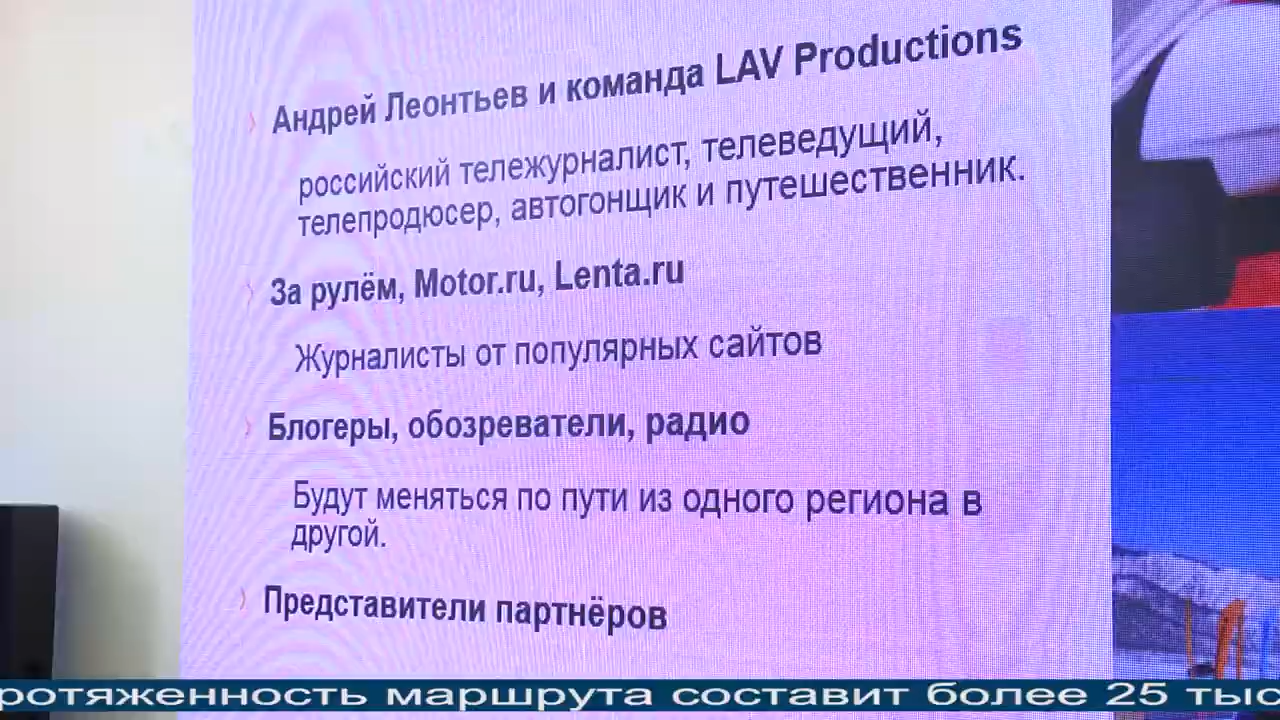 Андрей Леонтьев и команда LAV Productions
российский тележурналист, телеведущий,
телепродюсер, автогонщик и путешественник.
За рулём, Motor.ru, Lenta.ru
Журналисты от популярных сайтов
Блогеры, обозреватели, радио
Будут меняться по пути из одного региона в
другой.
Представители партнёров
ротяженность маршрута составит более 25 тыс